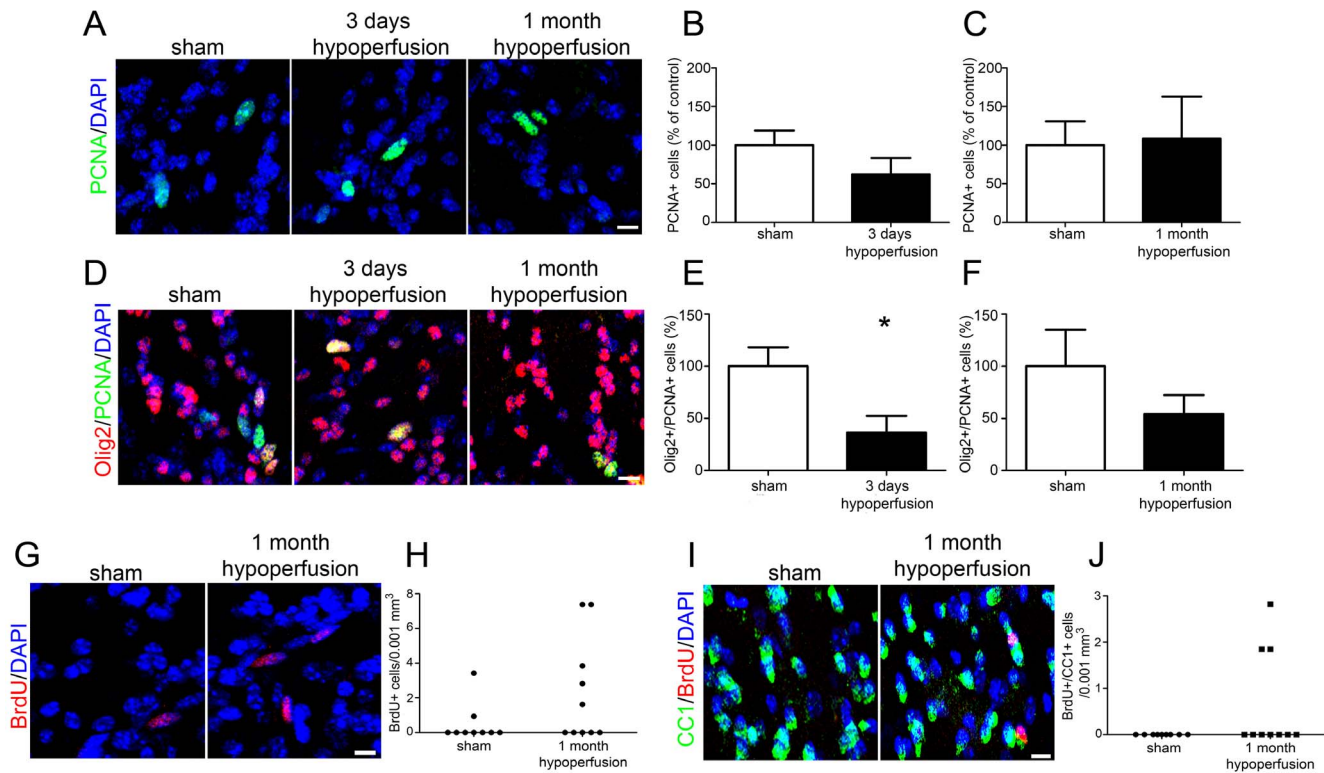 A
sham
3 days
hypoperfusion
1 month
hypoperfusion
PCNA/DAPI
B
PCNA+ cells (% of control)
200
150
100
50
0
sham
3 days
hypoperfusion
C
PCNA+ cells (% of control)
200
150
100
50
0
sham
1 month
hypoperfusion
D
sham
3 days
hypoperfusion
1 month
hypoperfusion
Olig2/PCNA/DAPI
E
Olig2+/PCNA+ cells (%)
150
100
50
0
*
sham
3 days
hypoperfusion
F
Olig2+/PCNA+ cells (%)
150
100
50
0
sham
1 month
hypoperfusion
G
sham
1 month
hypoperfusion
BrdU/DAPI
H
BrdU+ cells/0.001 mm³
8
6
4
2
0
sham
1 month
hypoperfusion
I
sham
1 month
hypoperfusion
CC1/BrdU/DAPI
J
BrdU+/CC1+ cells
/0.001 mm³
3
2
1
0
sham
1 month
hypoperfusion